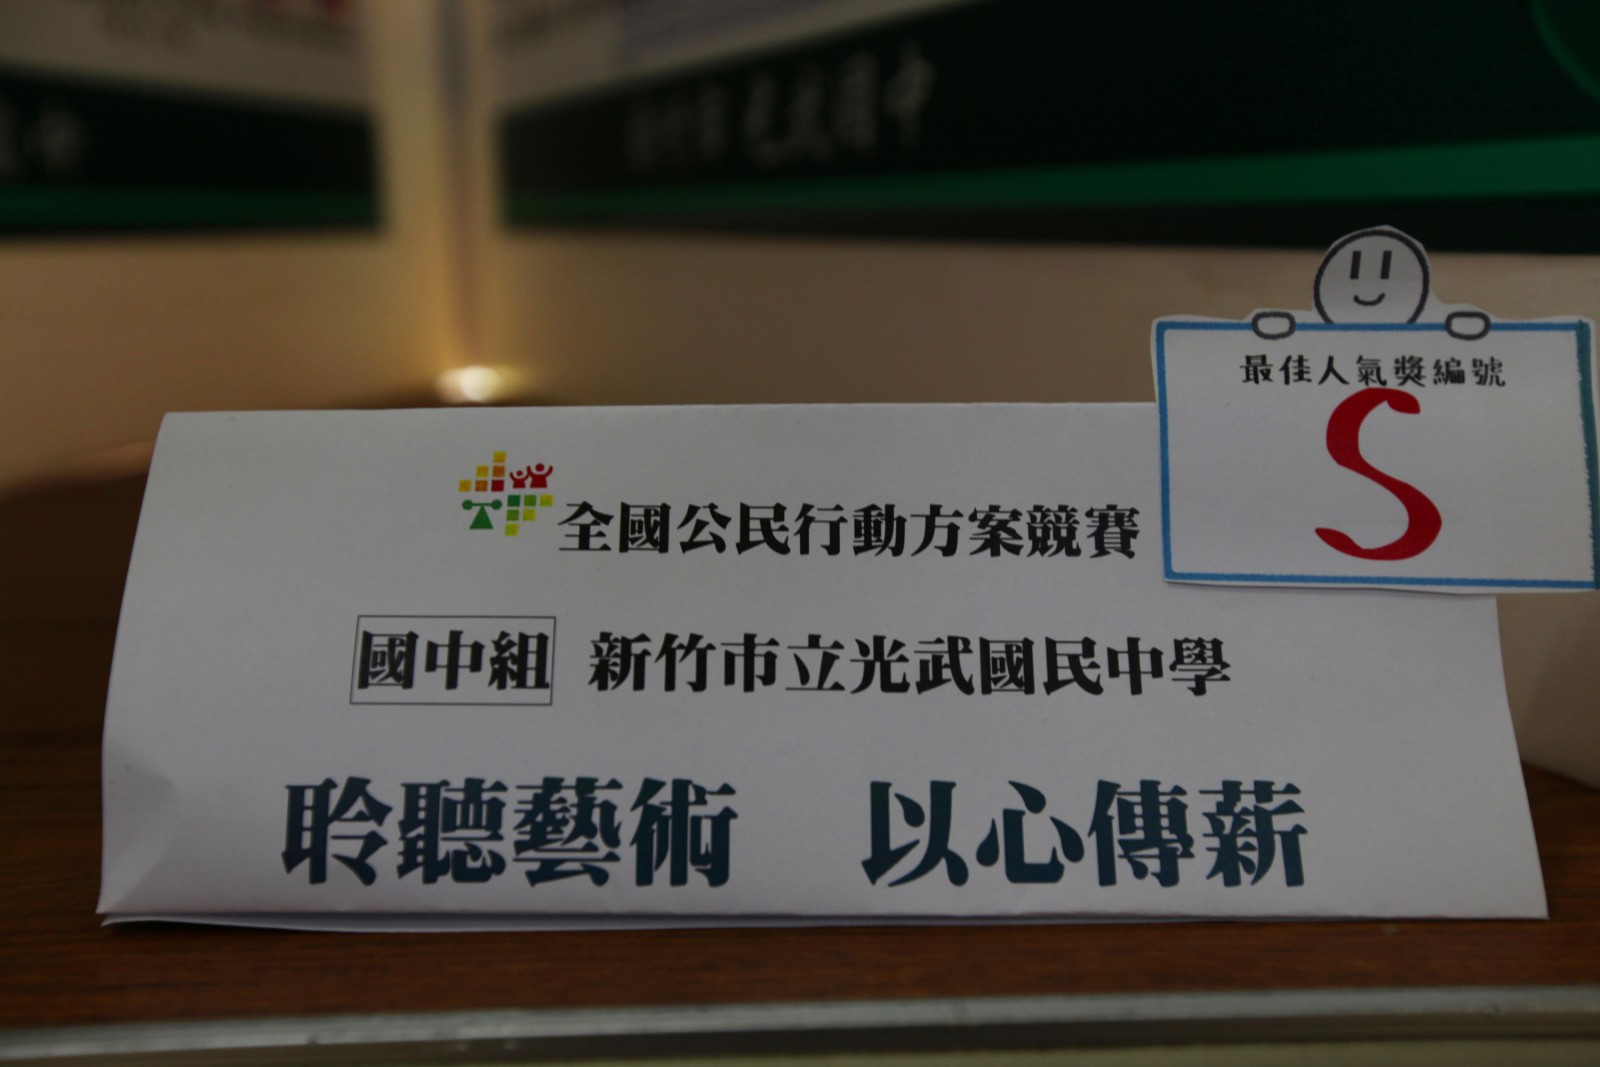 最佳人氣獎編號
S
全國公民行動方案競賽
國中組 新竹市立光武國民中學
聆聽藝術 以心傳薪